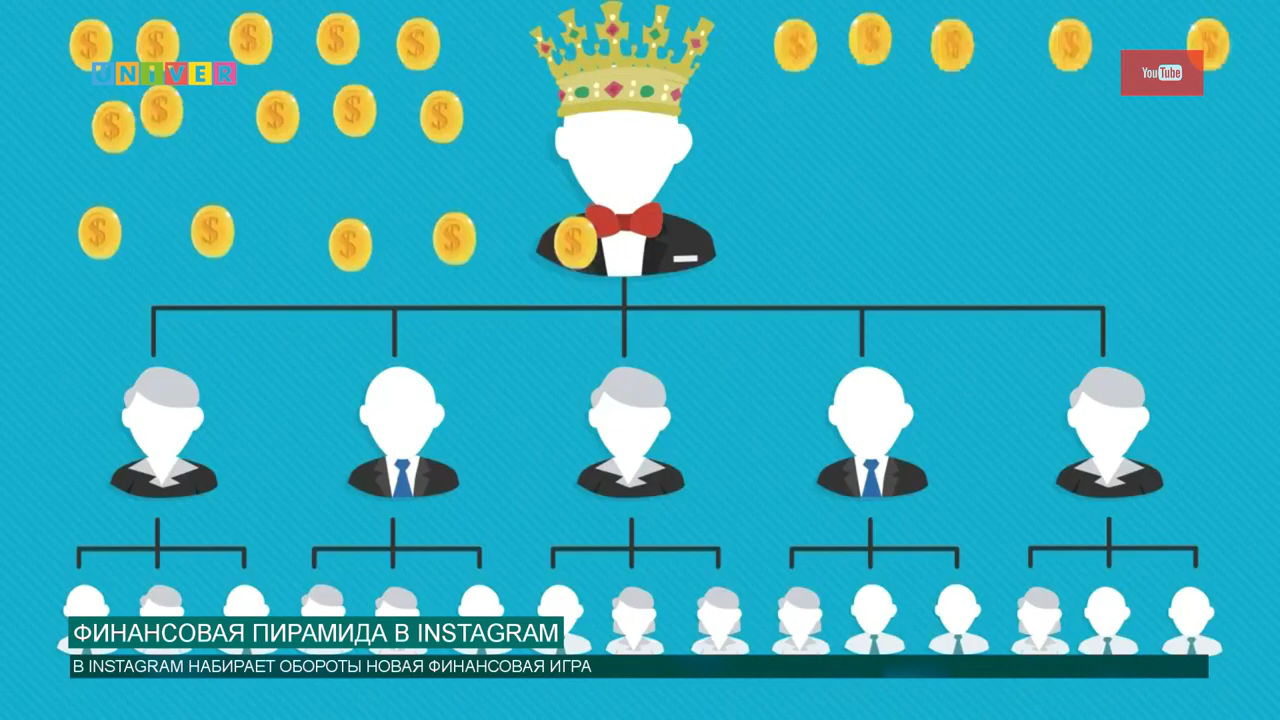 UNIVER
YouTube
ФИНАНСОВАЯ ПИРАМИДА В INSTAGRAM
В INSTAGRAM НАБИРАЕТ ОБОРОТЫ НОВАЯ ФИНАНСОВАЯ ИГРА